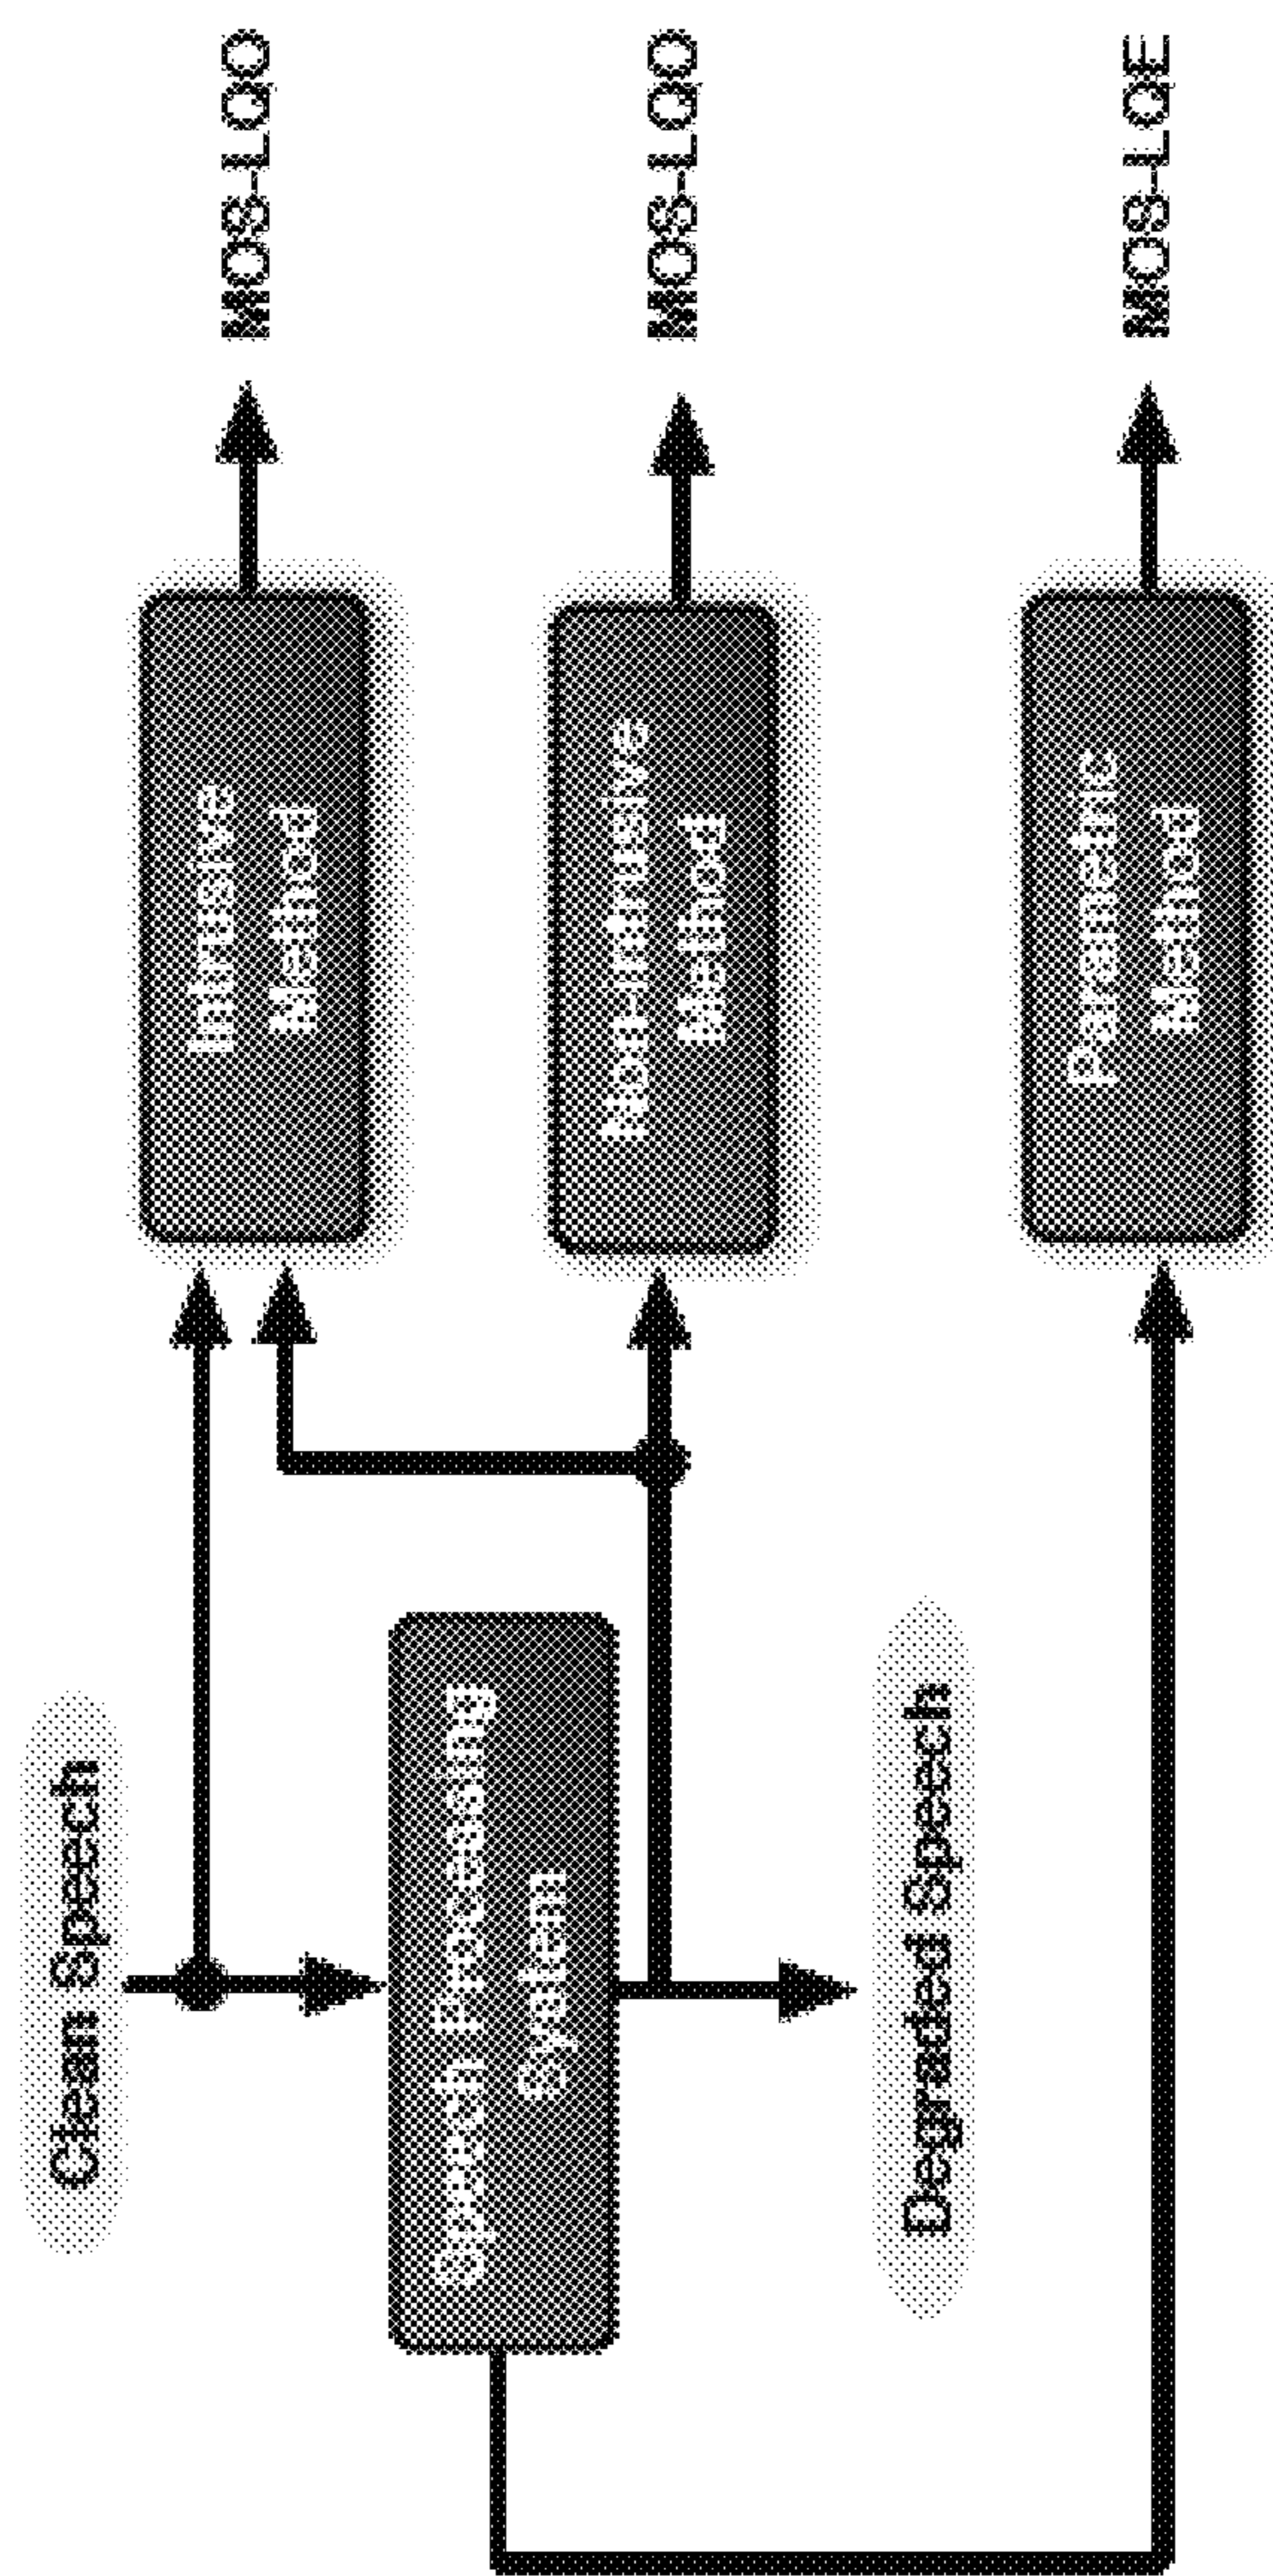 Clean Speech
Speech Processing
System
Degraded Speech
Intrusive
Method
Non-Intrusive
Method
Parametric
Method
MOS-LQO
MOS-LQO
MOS-LQE